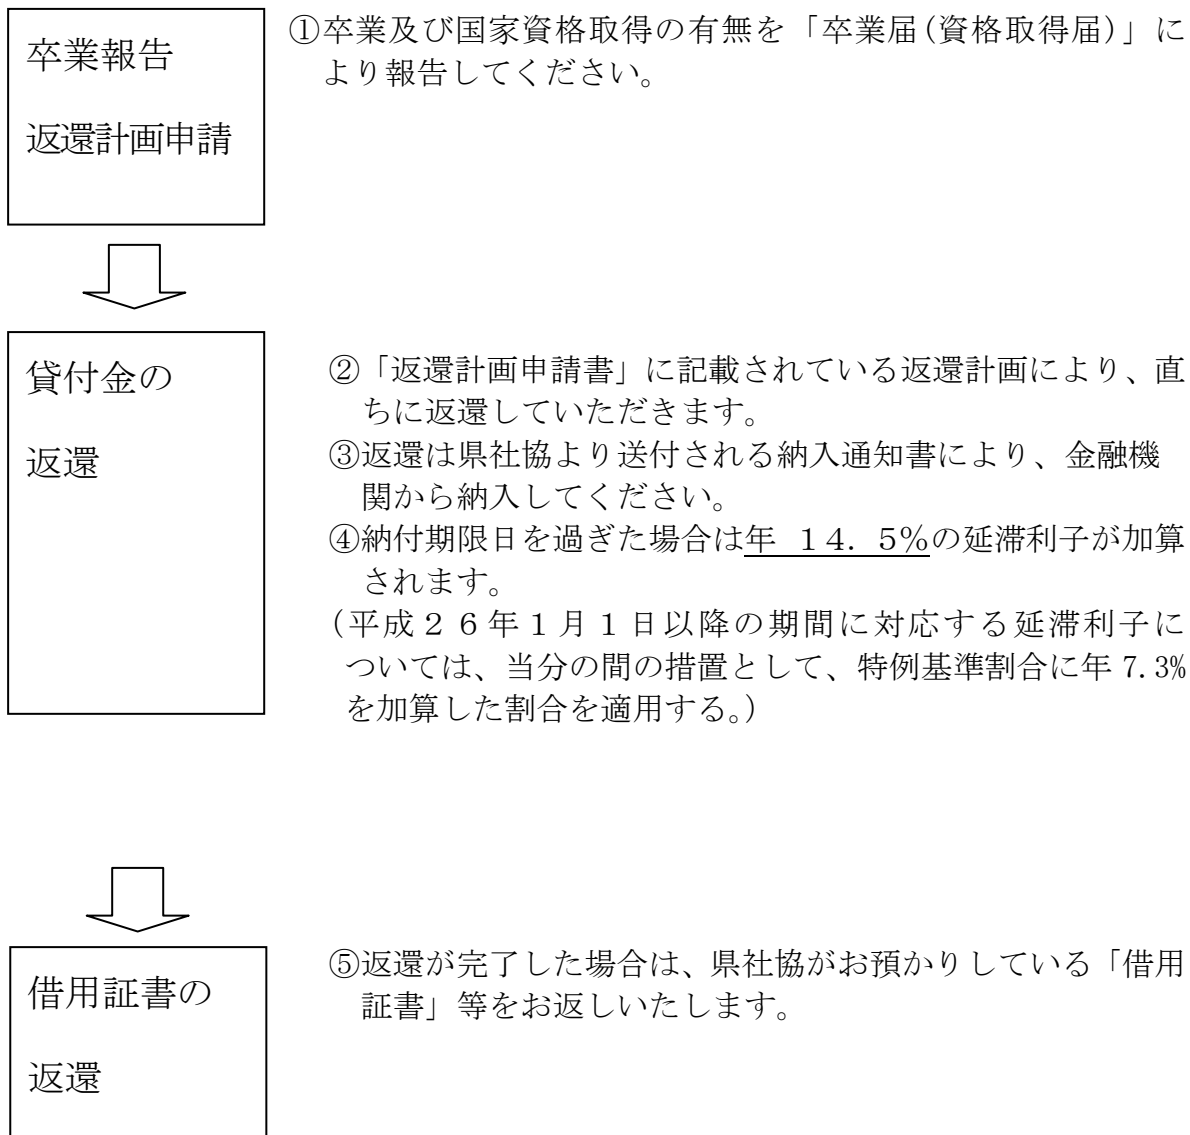 卒業報告
返還計画申請
①卒業及び国家資格取得の有無を「卒業届(資格取得届)」に
より報告してください。
貸付金の
返還
②「返還計画申請書」に記載されている返還計画により、直
ちに返還していただきます。
③返還は県社協より送付される納入通知書により、金融機
関から納入してください。
④納付期限日を過ぎた場合は年 14.5%の延滞利子が加算
されます。
(平成26年1月1日以降の期間に対応する延滞利子に
ついては、当分の間の措置として、特例基準割合に年7.3%
を加算した割合を適用する。)
借用証書の
返還
⑤返還が完了した場合は、県社協がお預かりしている「借用
証書」等をお返しいたします。